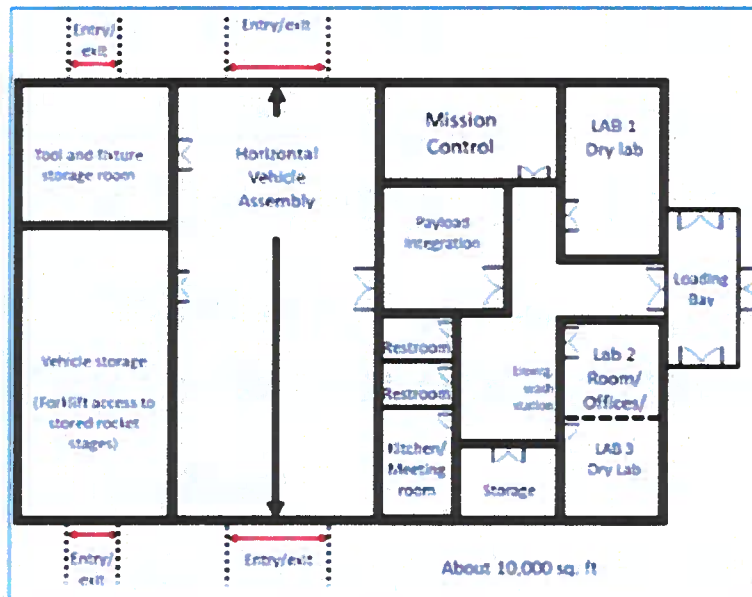 Entry/
exit
Entry/exit
Mission
Control
LAB 1
Dry lab
Tool and fixture
storage room
Horizontal
Vehicle
Assembly
Payload
Integration
Loading
Bay
Restroom
Vehicle storage
(Forklift access to
stored rocket
stages)
Restroom
wash
station
Lab 2
Room/
Offices/
Kitchen/
Meeting
room
Storage
LAB 3
Dry Lab
Entry/
exit
Entry/exit
About 10,000 sq. ft